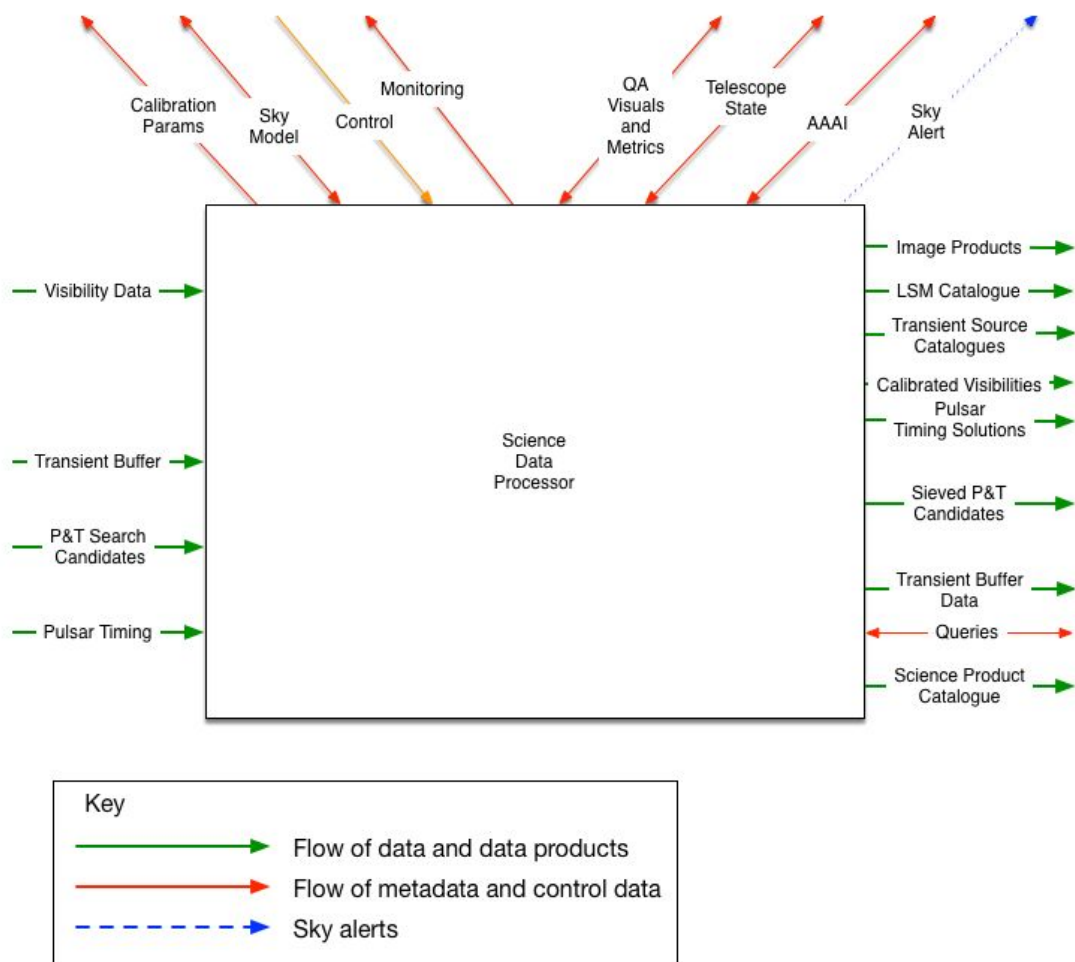 Calibration
Params
Sky
Model
Control
Monitoring
QA
Visuals
and
Metrics
Telescope
State
AAAI
Sky
Alert
Visibility Data
Transient Buffer
P&T Search
Candidates
Pulsar Timing
Science
Data
Processor
Image Products
LSM Catalogue
Transient Source
Catalogues
Calibrated Visibilities
Pulsar
Timing Solutions
Sieved P&T
Candidates
Transient Buffer
Data
Queries
Science Product
Catalogue
Key
Flow of data and data products
Flow of metadata and control data
Sky alerts